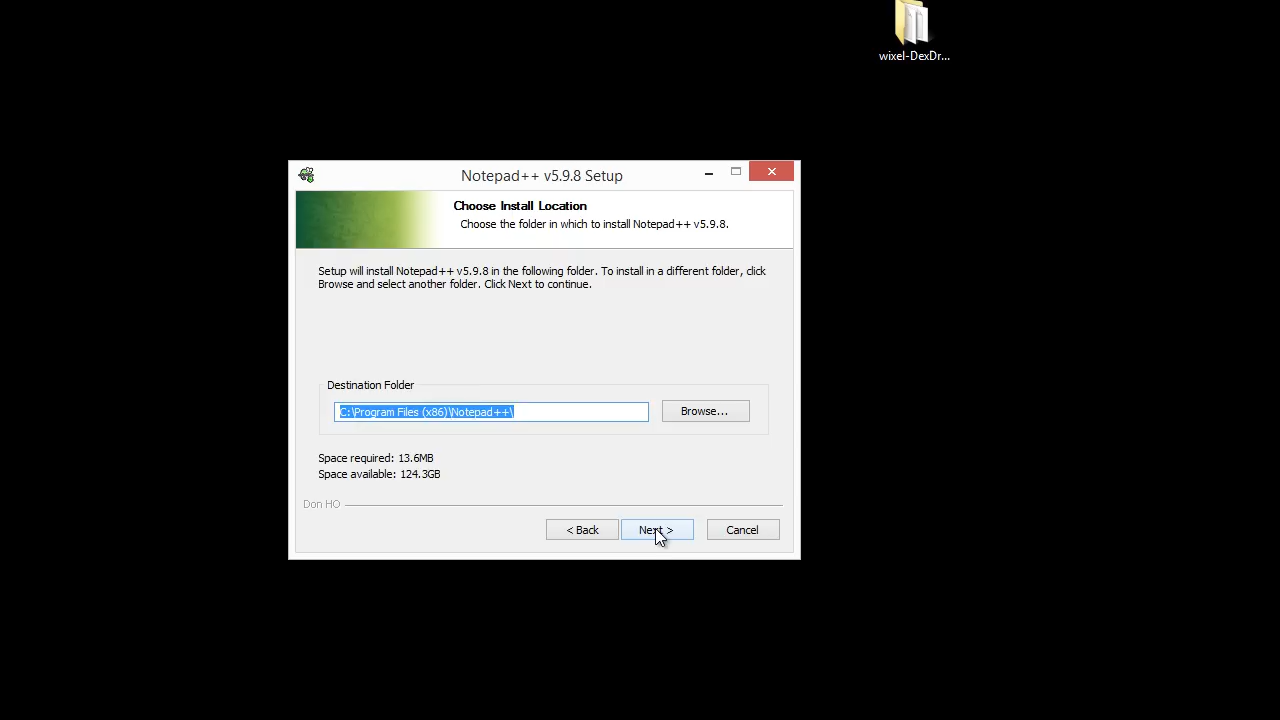 wixel-DexDr...
Notepad++ v5.9.8 Setup
Choose Install Location
Choose the folder in which to install Notepad++ v5.9.8.
Setup will install Notepad++ v5.9.8 in the following folder. To install in a different folder, click
Browse and select another folder. Click Next to continue.
Destination Folder
C:\Program Files (x86)\Notepad++\
Browse...
Space required: 13.6MB
Space available: 124.3GB
Don HO
< Back
Next >
Cancel